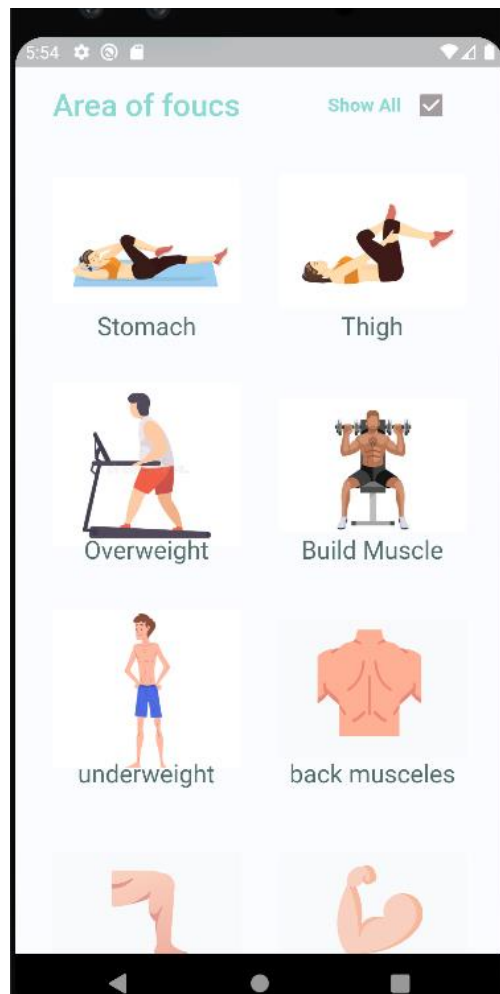 5:54
Area of foucs Show All
Stomach Thigh
Overweight Build Muscle
underweight back musceles